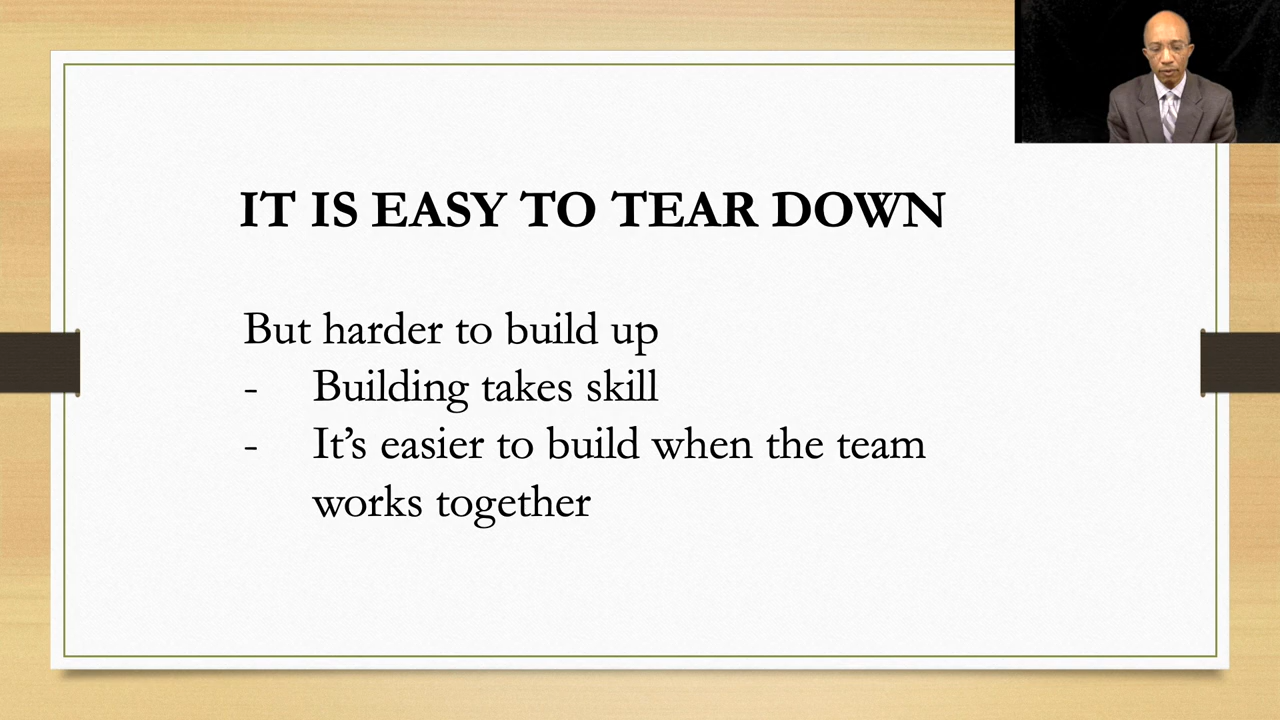 IT IS EASY TO TEAR DOWN
But harder to build up
- Building takes skill
- It’s easier to build when the team
works together